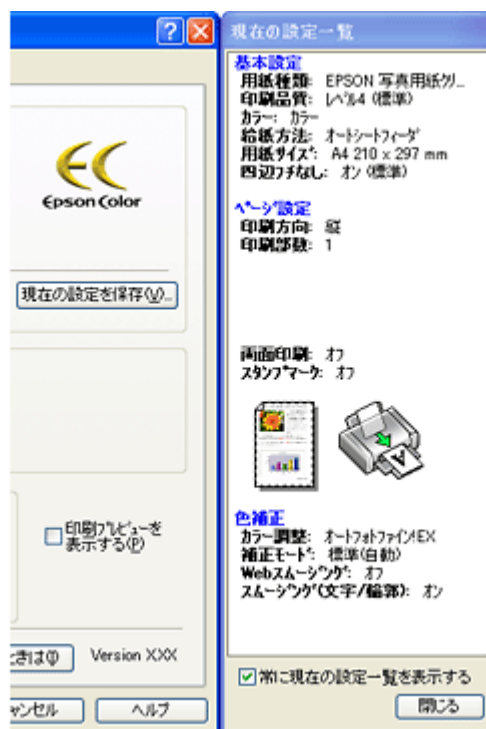 EC
Epson Color
現在の設定を保存(V)...
印刷プレビューを
表示する(P)
ときは(I)
Version XXX
ャンセル
ヘルプ
現在の設定一覧
基本設定
用紙種類: EPSON 写真用紙クリ...
印刷品質: レベル4 (標準)
カラー: カラー
給紙方法: オートシートフィーダ
用紙サイズ: A4 210 x 297 mm
四辺フチなし: オン (標準)
ページ設定
印刷方向: 縦
印刷部数: 1
両面印刷: オフ
スタンプマーク: オフ
A
色補正
カラー調整: オートフォトファイン!EX
補正モード: 標準(自動)
Webスムージング: オフ
スムージング(文字/輪郭): オン
常に現在の設定一覧を表示する
閉じる